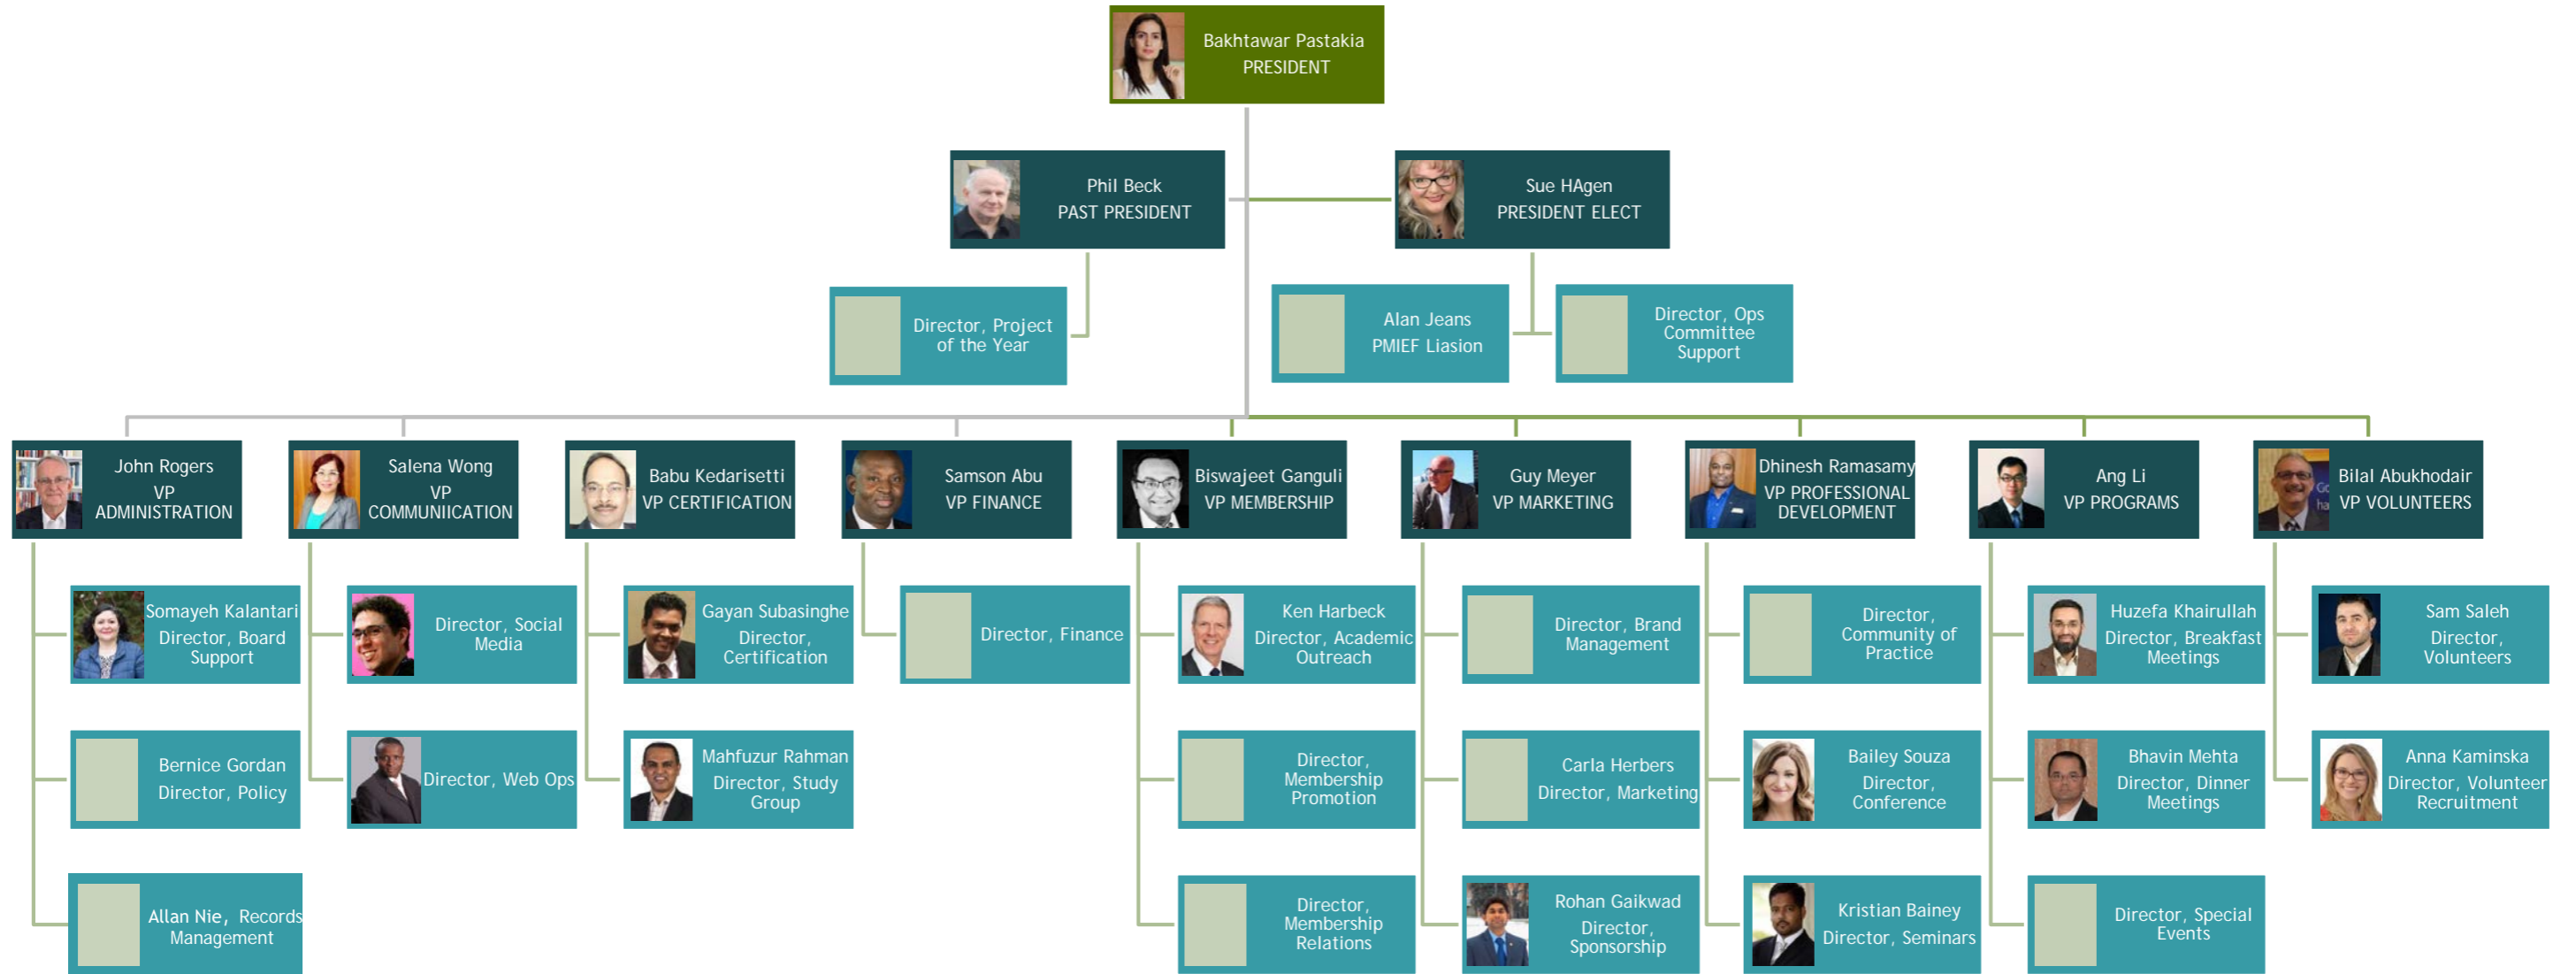 Bakhtawar Pastakia
PRESIDENT
Phil Beck
PAST PRESIDENT
Sue HAgen
PRESIDENT ELECT
Director, Project
of the Year
Alan Jeans
PMIEF Liasion
Director, Ops
Committee
Support
John Rogers
VP
ADMINISTRATION
Salena Wong
VP
COMMUNIICATION
Babu Kedarisetti
VP CERTIFICATION
Samson Abu
VP FINANCE
Biswajeet Ganguli
VP MEMBERSHIP
Guy Meyer
VP MARKETING
Dhinesh Ramasamy
VP PROFESSIONAL
DEVELOPMENT
Ang Li
VP PROGRAMS
Bilal Abukhodair
VP VOLUNTEERS
Somayeh Kalantari
Director, Board
Support
Director, Social
Media
Gayan Subasinghe
Director,
Certification
Director, Finance
Ken Harbeck
Director, Academic
Outreach
Director, Brand
Management
Director,
Community of
Practice
Huzefa Khairullah
Director, Breakfast
Meetings
Sam Saleh
Director,
Volunteers
Bernice Gordan
Director, Policy
Director, Web Ops
Mahfuzur Rahman
Director, Study
Group
Director,
Membership
Promotion
Carla Herbers
Director, Marketing
Bailey Souza
Director,
Conference
Bhavin Mehta
Director, Dinner
Meetings
Anna Kaminska
Director, Volunteer
Recruitment
Allan Nie, Records
Management
Director,
Membership
Relations
Rohan Gaikwad
Director,
Sponsorship
Kristian Bainey
Director, Seminars
Director, Special
Events